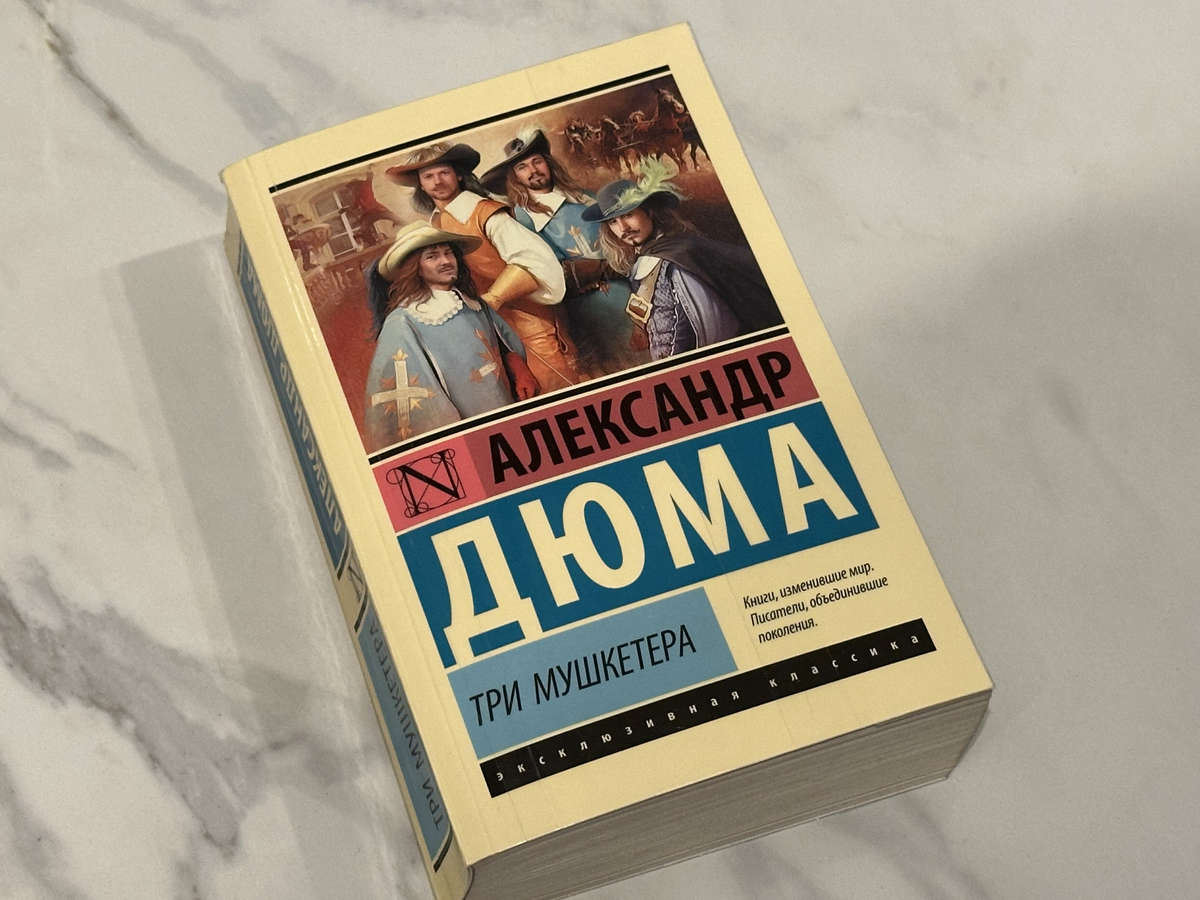 N
АЛЕКСАНДР
ДЮМА
ТРИ МУШКЕТЕРА
Книги, изменившие мир.
Писатели, объединившие
поколения.
эксклюзивная классика
АЛЕКСАНДР ДЮМА
N
ТРИ МУШКЕТЕРА